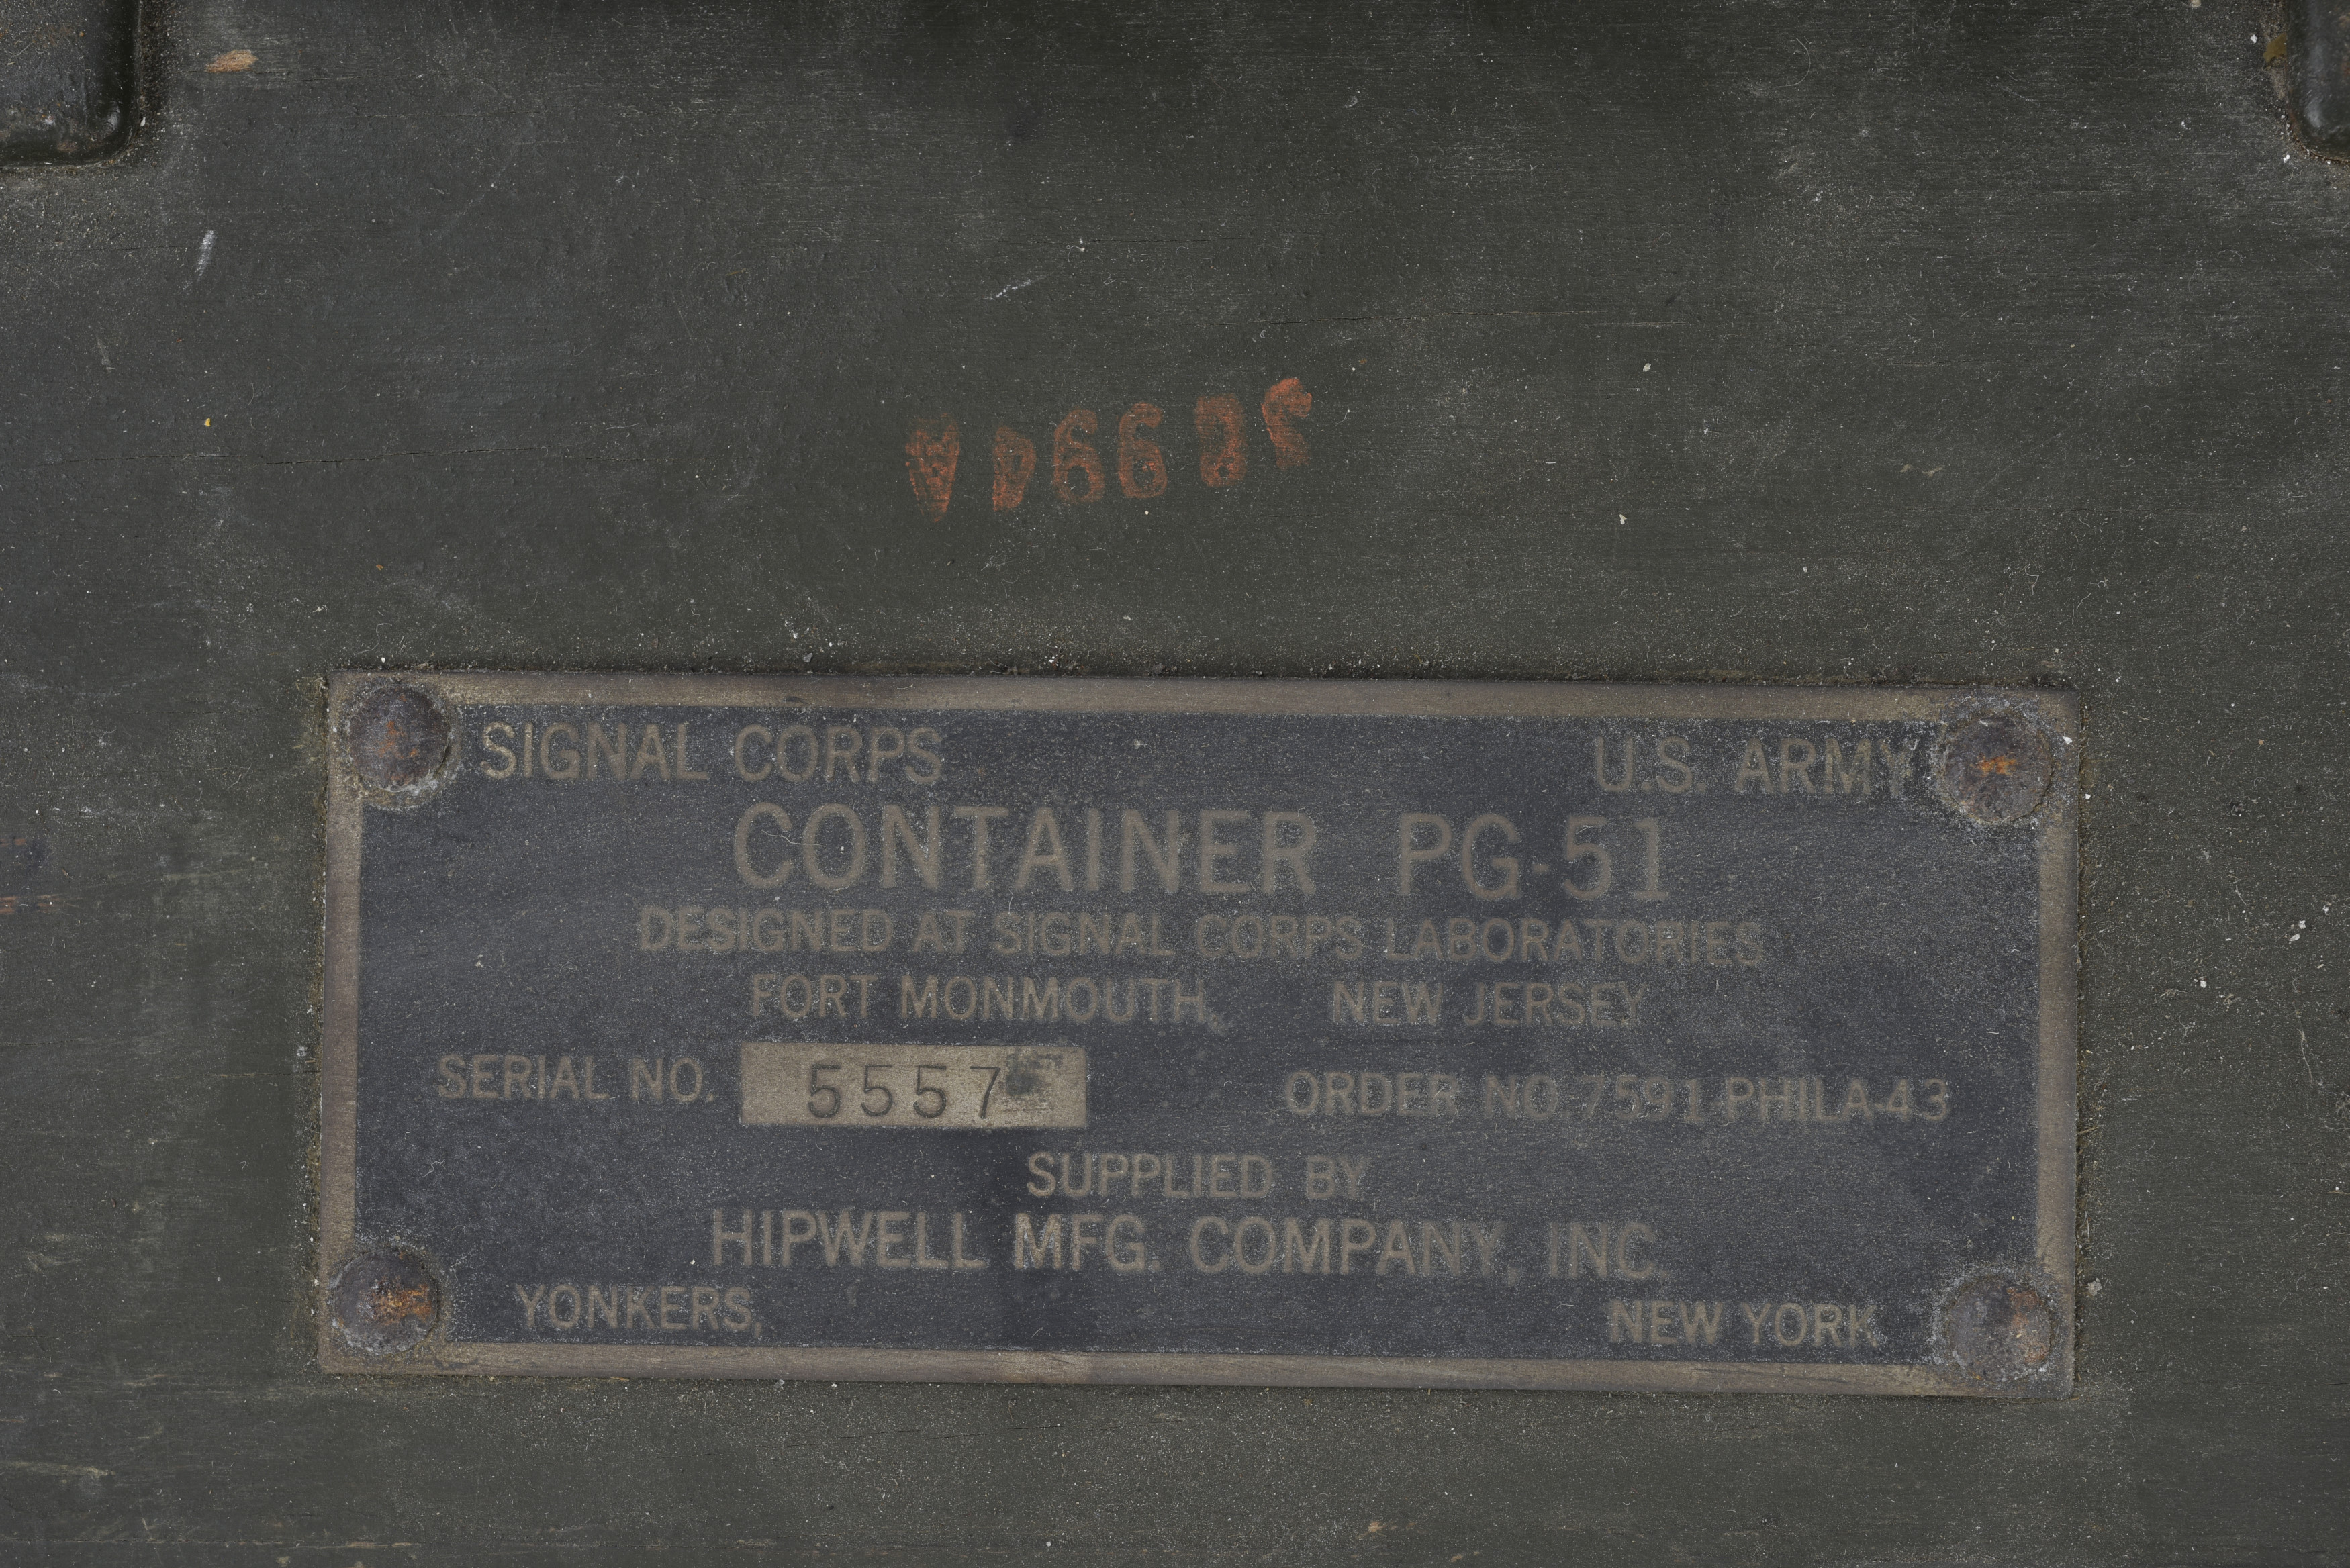 SIGNAL CORPS U.S. ARMY
CONTAINER PG-51
DESIGNED AT SIGNAL CORPS LABORATORIES
FORT MONMOUTH, NEW JERSEY
SERIAL NO. 5557 ORDER NO. 7591-PHILA-43
SUPPLIED BY
HIPWELL MFG. COMPANY, INC.
YONKERS, NEW YORK